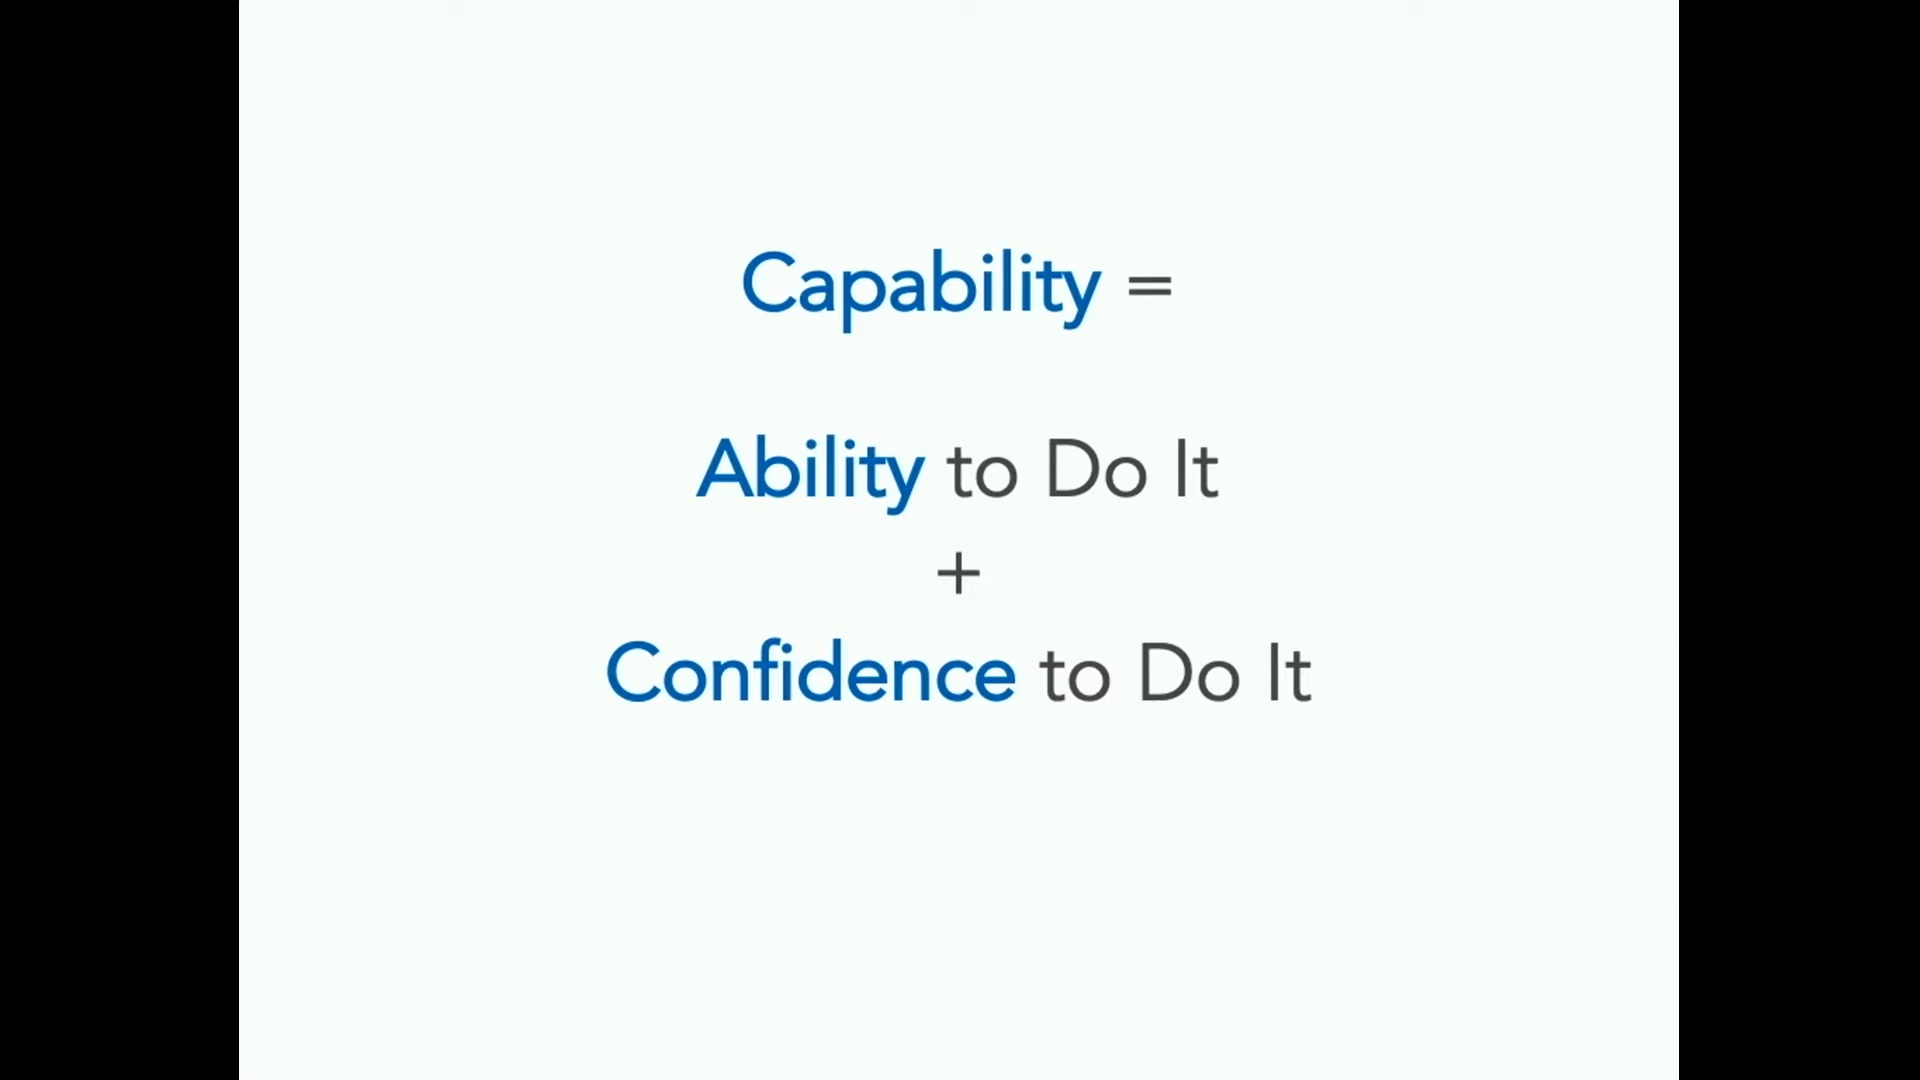 Capability =
Ability to Do It
+
Confidence to Do It